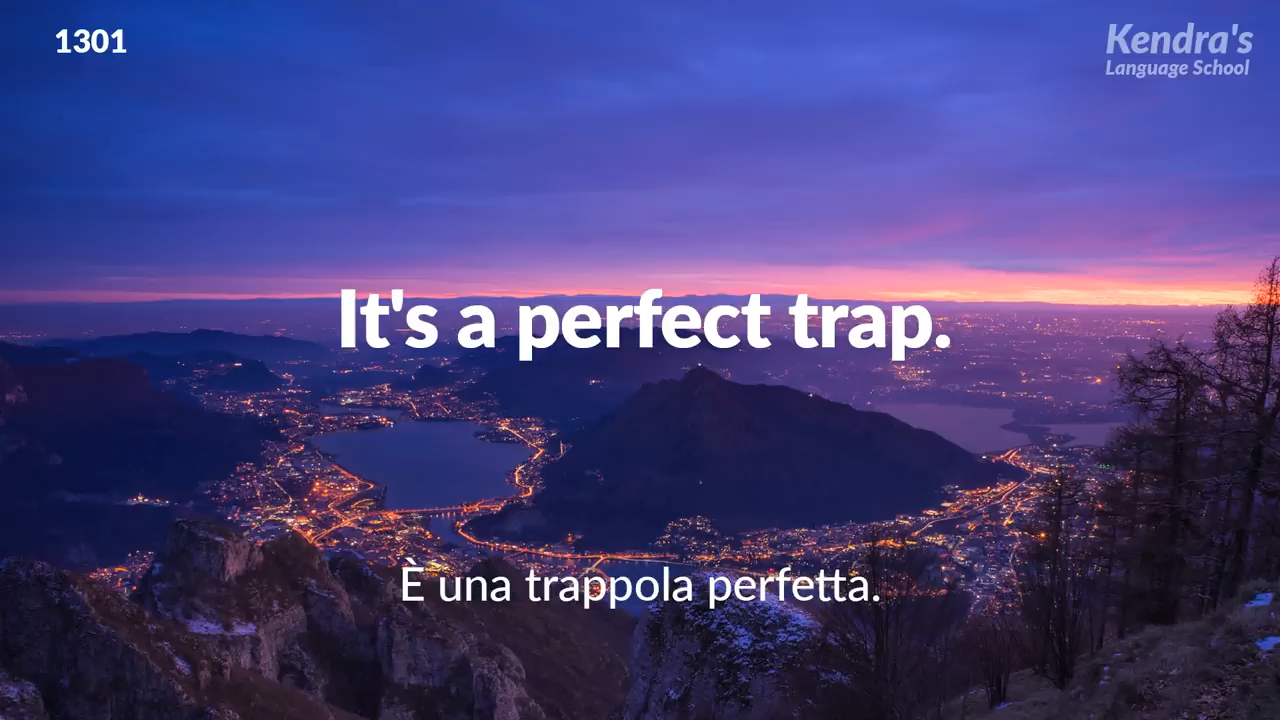 1301
Kendra's
Language School
It's a perfect trap.
È una trappola perfetta.